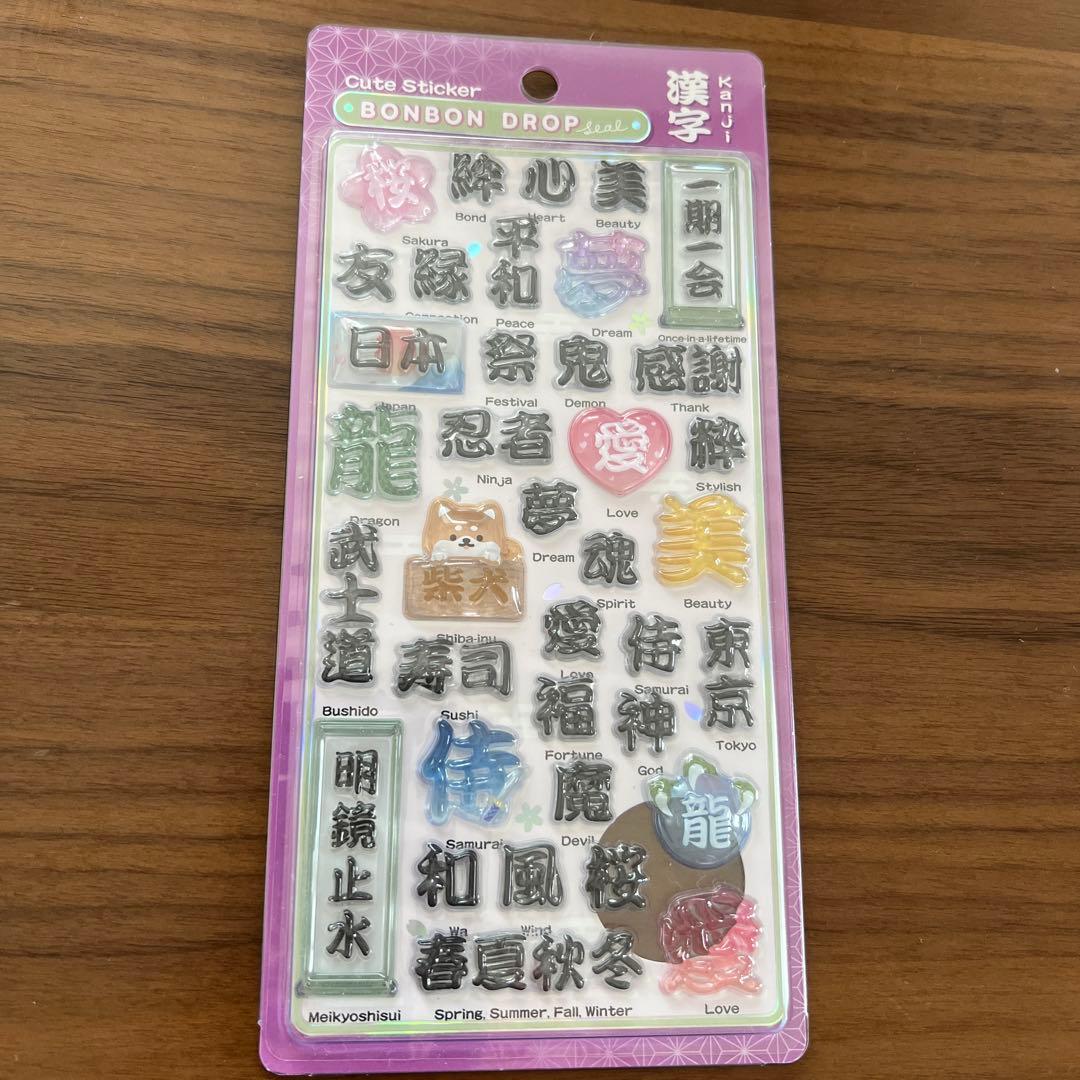 Cute Sticker
BONBON DROP seal
漢字
Kanji
桜
絆
心
美
一期一会
Bond
Heart
Beauty
Sakura
友
縁
平和
夢
Connection
Peace
Dream
Once-in-a-lifetime
日本
祭
鬼
感謝
Japan
Festival
Demon
Thank
龍
忍者
愛
粋
Ninja
Love
Stylish
Dragon
武士道
柴犬
夢
魂
美
Dream
Spirit
Beauty
Shiba-inu
愛
侍
東京
Love
Samurai
寿司
福
神
Bushido
Sushi
Fortune
God
Tokyo
明鏡止水
侍
魔
龍
Samurai
Devil
和
風
桜
Wa
Wind
春夏秋冬
Meikyoshisui
Spring, Summer, Fall, Winter
Love